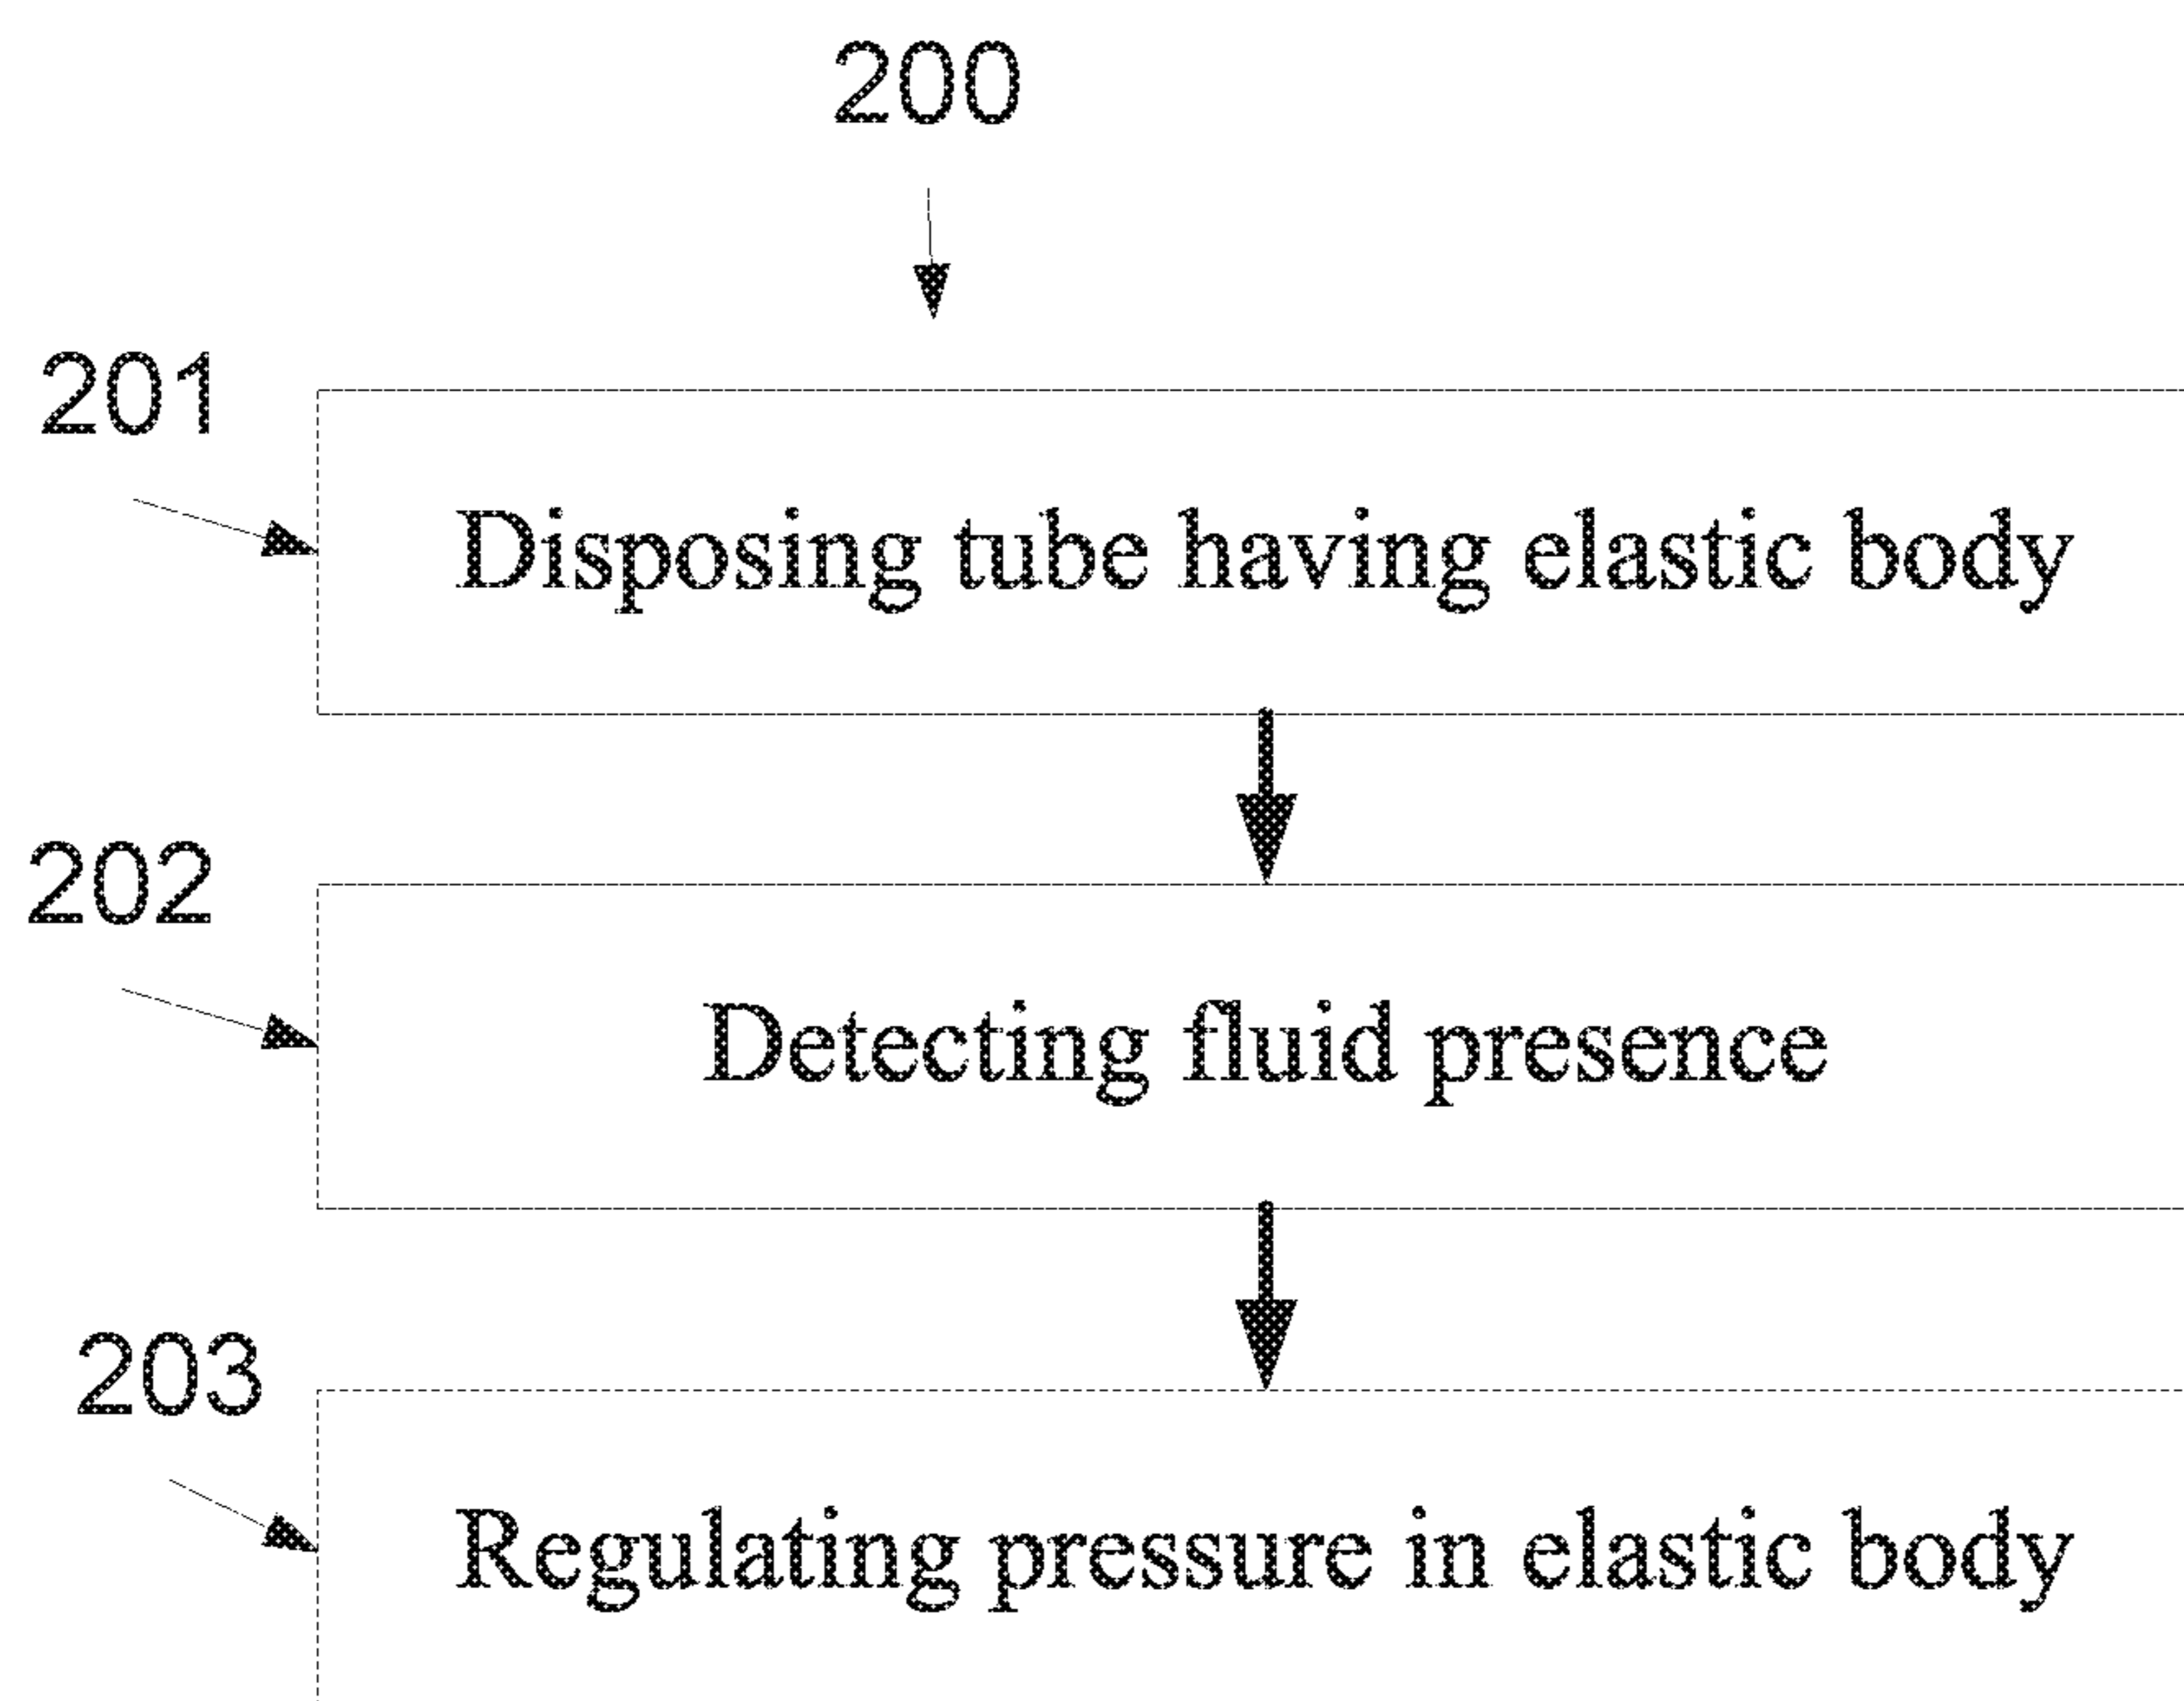 200
201
Disposing tube having elastic body
202
Detecting fluid presence
203
Regulating pressure in elastic body